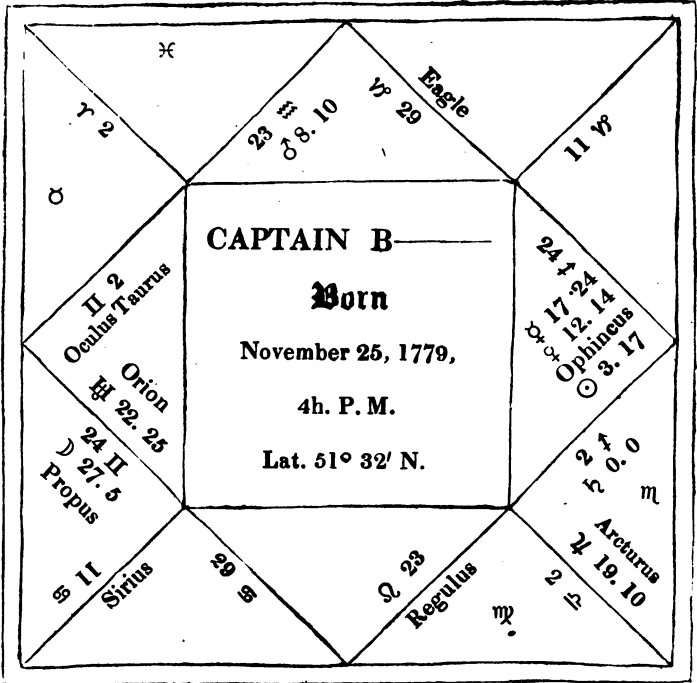 ♓
♈ 2
♉
23 ♒
♂ 8. 10
♑ 29
Eagle
11 ♑
CAPTAIN B———
Born
November 25, 1779,
4h. P. M.
Lat. 51° 32′ N.
♊ 2
Oculus Taurus
Orion
♅ 22. 25
24 ♊
☽ 27. 5
Propus
♋ 11
Sirius
29 ♋
♌ 23
Regulus
♍
2 ♎
24 ♐
☿ 17 24
♀ 12. 14
Ophincus
☉ 3. 17
2 ♐
♄ 0. 0
♏
Arcturus
♃ 19. 10